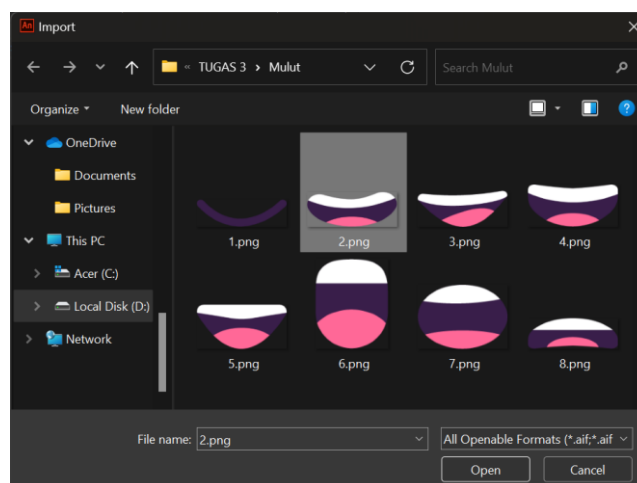 An Import
« TUGAS 3 > Mulut
Search Mulut
Organize
New folder
OneDrive
Documents
Pictures
This PC
Acer (C:)
Local Disk (D:)
Network
1.png
2.png
3.png
4.png
5.png
6.png
7.png
8.png
File name: 2.png
All Openable Formats (*.aif;*.aif
Open
Cancel